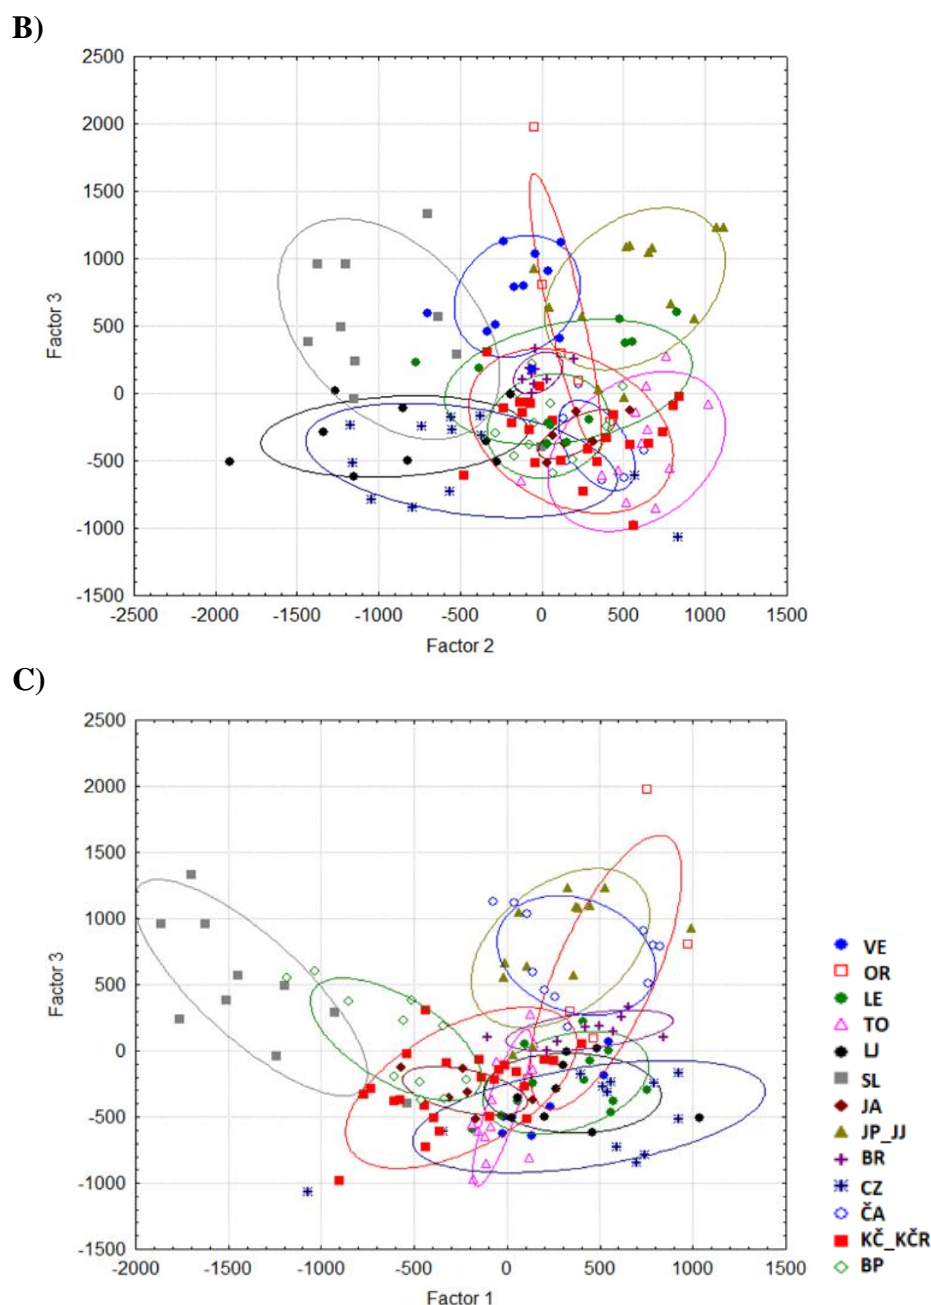 B)
2500
2000
1500
1000
500
0
-500
-1000
-1500
Factor 3
-2500 -2000 -1500 -1000 -500 0 500 1000 1500
Factor 2
C)
2500
2000
1500
1000
500
0
-500
-1000
-1500
Factor 3
-2000 -1500 -1000 -500 0 500 1000 1500
Factor 1
VE
OR
LE
TO
LJ
SL
JA
JP_JJ
BR
CZ
ČA
KČ_KČR
BP